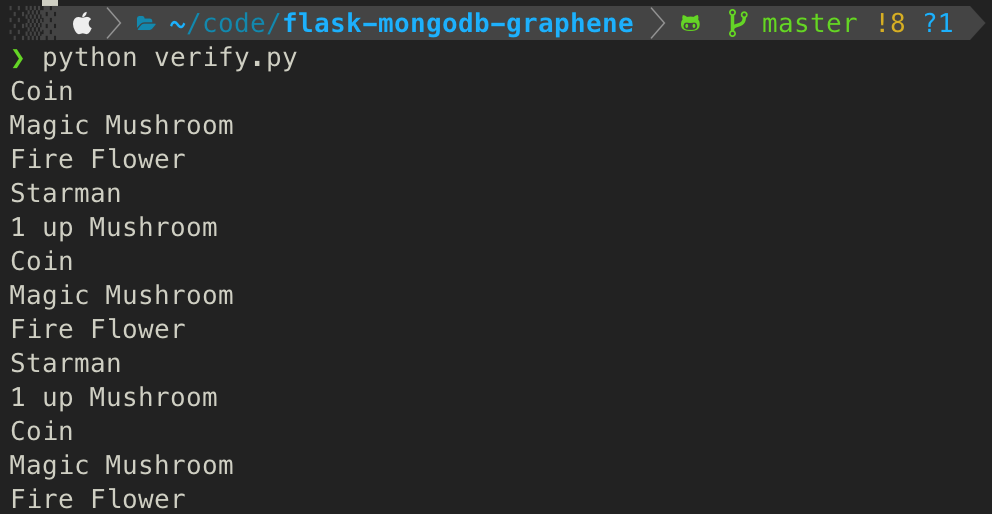 ~/code/flask-mongodb-graphene master !8 ?1
❯ python verify.py
Coin
Magic Mushroom
Fire Flower
Starman
1 up Mushroom
Coin
Magic Mushroom
Fire Flower
Starman
1 up Mushroom
Coin
Magic Mushroom
Fire Flower